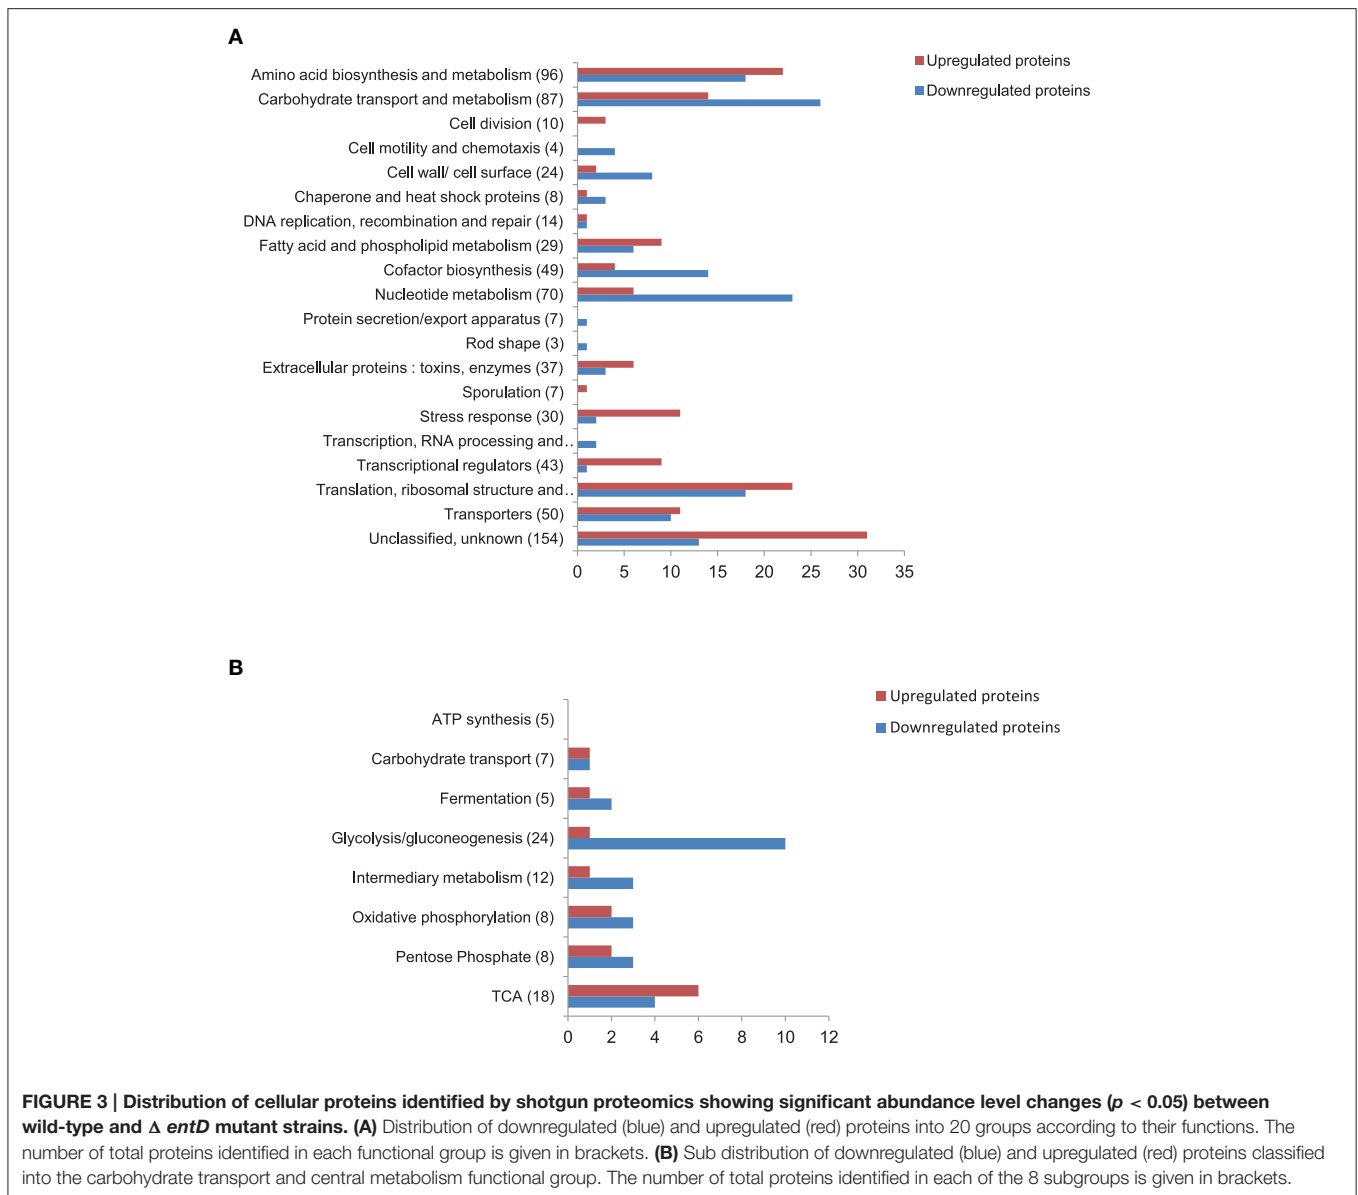 A
Upregulated proteins
Downregulated proteins
Amino acid biosynthesis and metabolism (96)
Carbohydrate transport and metabolism (87)
Cell division (10)
Cell motility and chemotaxis (4)
Cell wall/ cell surface (24)
Chaperone and heat shock proteins (8)
DNA replication, recombination and repair (14)
Fatty acid and phospholipid metabolism (29)
Cofactor biosynthesis (49)
Nucleotide metabolism (70)
Protein secretion/export apparatus (7)
Rod shape (3)
Extracellular proteins : toxins, enzymes (37)
Sporulation (7)
Stress response (30)
Transcription, RNA processing and..
Transcriptional regulators (43)
Translation, ribosomal structure and..
Transporters (50)
Unclassified, unknown (154)
0 5 10 15 20 25 30 35
B
Upregulated proteins
Downregulated proteins
ATP synthesis (5)
Carbohydrate transport (7)
Fermentation (5)
Glycolysis/gluconeogenesis (24)
Intermediary metabolism (12)
Oxidative phosphorylation (8)
Pentose Phosphate (8)
TCA (18)
0 2 4 6 8 10 12
FIGURE 3 | Distribution of cellular proteins identified by shotgun proteomics showing significant abundance level changes (p < 0.05) between
wild-type and Δ entD mutant strains. (A) Distribution of downregulated (blue) and upregulated (red) proteins into 20 groups according to their functions. The
number of total proteins identified in each functional group is given in brackets. (B) Sub distribution of downregulated (blue) and upregulated (red) proteins classified
into the carbohydrate transport and central metabolism functional group. The number of total proteins identified in each of the 8 subgroups is given in brackets.